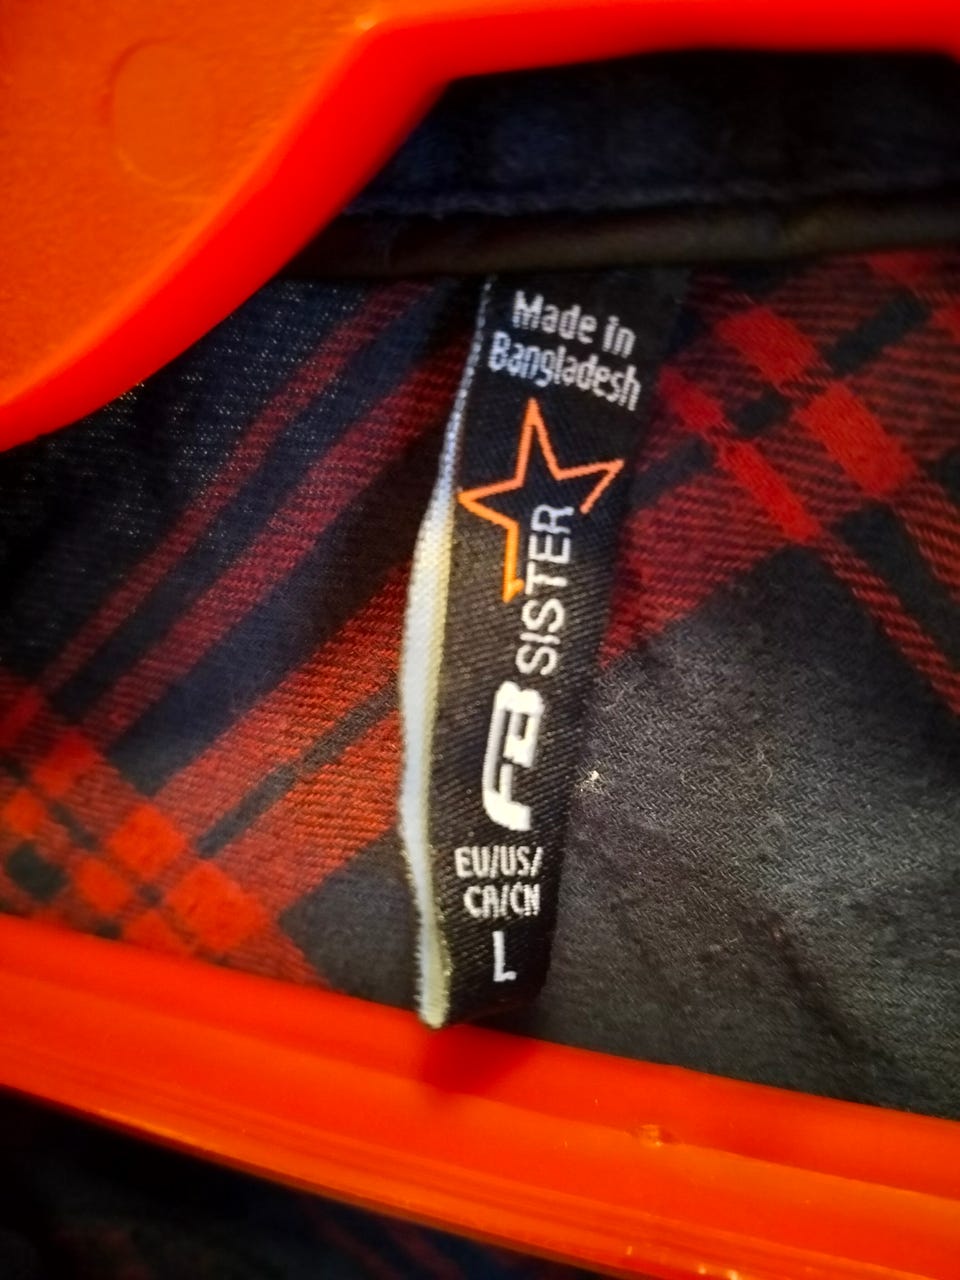 Made in
Bangladesh
FB SISTER
EU/US/
CA/CN
L